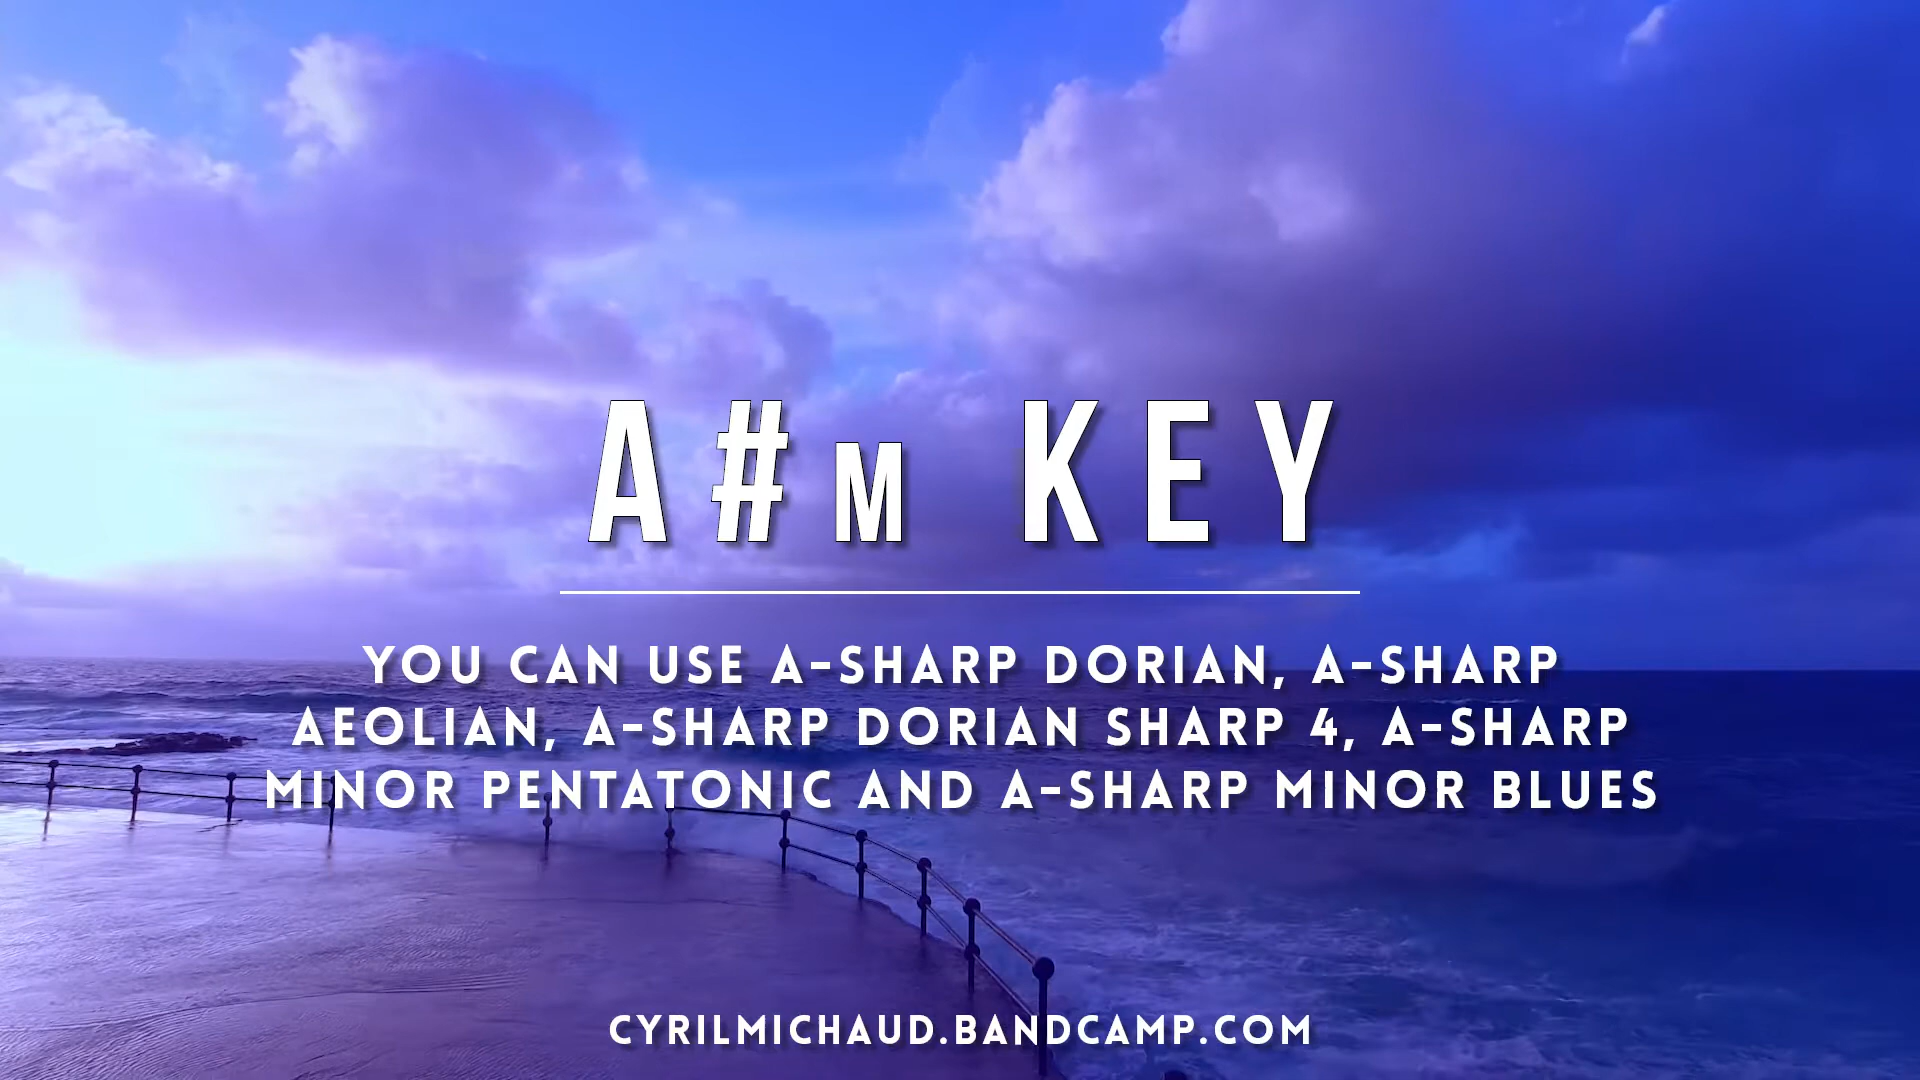 A#m KEY
YOU CAN USE A-SHARP DORIAN, A-SHARP
AEOLIAN, A-SHARP DORIAN SHARP 4, A-SHARP
MINOR PENTATONIC AND A-SHARP MINOR BLUES
CYRILMICHAUD.BANDCAMP.COM